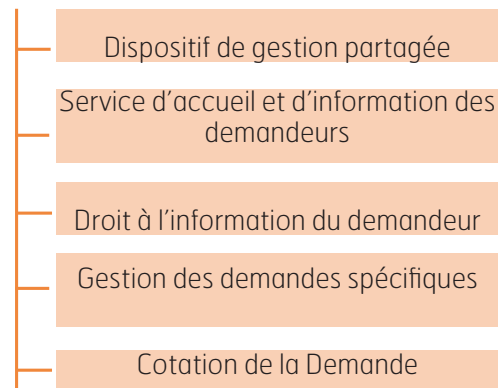 Dispositif de gestion partagée
Service d’accueil et d’information des
demandeurs
Droit à l’information du demandeur
Gestion des demandes spécifiques
Cotation de la Demande